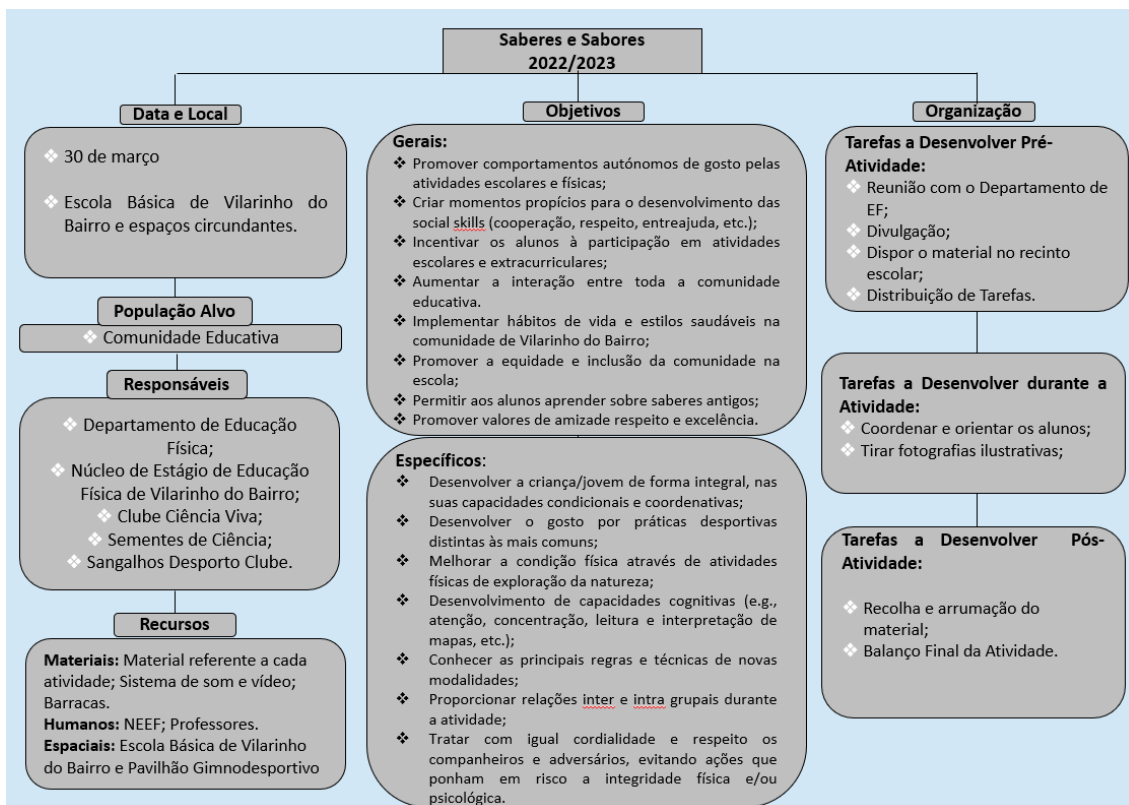 Saberes e Sabores
2022/2023
Data e Local
❖ 30 de março
❖ Escola Básica de Vilarinho do
Bairro e espaços circundantes.
População Alvo
❖ Comunidade Educativa
Responsáveis
❖ Departamento de Educação
Física;
❖ Núcleo de Estágio de Educação
Física de Vilarinho do Bairro;
❖ Clube Ciência Viva;
❖ Sementes de Ciência;
❖ Sangalhos Desporto Clube.
Recursos
Materiais: Material referente a cada
atividade; Sistema de som e vídeo;
Barracas.
Humanos: NEEF; Professores.
Espaciais: Escola Básica de Vilarinho
do Bairro e Pavilhão Gimnodesportivo
Objetivos
Gerais:
❖ Promover comportamentos autónomos de gosto pelas
atividades escolares e físicas;
❖ Criar momentos propícios para o desenvolvimento das
social skills (cooperação, respeito, entreajuda, etc.);
❖ Incentivar os alunos à participação em atividades
escolares e extracurriculares;
❖ Aumentar a interação entre toda a comunidade
educativa.
❖ Implementar hábitos de vida e estilos saudáveis na
comunidade de Vilarinho do Bairro;
❖ Promover a equidade e inclusão da comunidade na
escola;
❖ Permitir aos alunos aprender sobre saberes antigos;
❖ Promover valores de amizade respeito e excelência.
Específicos:
❖ Desenvolver a criança/jovem de forma integral, nas
suas capacidades condicionais e coordenativas;
❖ Desenvolver o gosto por práticas desportivas
distintas às mais comuns;
❖ Melhorar a condição física através de atividades
físicas de exploração da natureza;
❖ Desenvolvimento de capacidades cognitivas (e.g.,
atenção, concentração, leitura e interpretação de
mapas, etc.);
❖ Conhecer as principais regras e técnicas de novas
modalidades;
❖ Proporcionar relações inter e intra grupais durante
a atividade;
❖ Tratar com igual cordialidade e respeito os
companheiros e adversários, evitando ações que
ponham em risco a integridade física e/ou
psicológica.
Organização
Tarefas a Desenvolver Pré-
Atividade:
❖ Reunião com o Departamento de
EF;
❖ Divulgação;
❖ Dispor o material no recinto
escolar;
❖ Distribuição de Tarefas.
Tarefas a Desenvolver durante a
Atividade:
❖ Coordenar e orientar os alunos;
❖ Tirar fotografias ilustrativas;
Tarefas a Desenvolver Pós-
Atividade:
❖ Recolha e arrumação do
material;
❖ Balanço Final da Atividade.